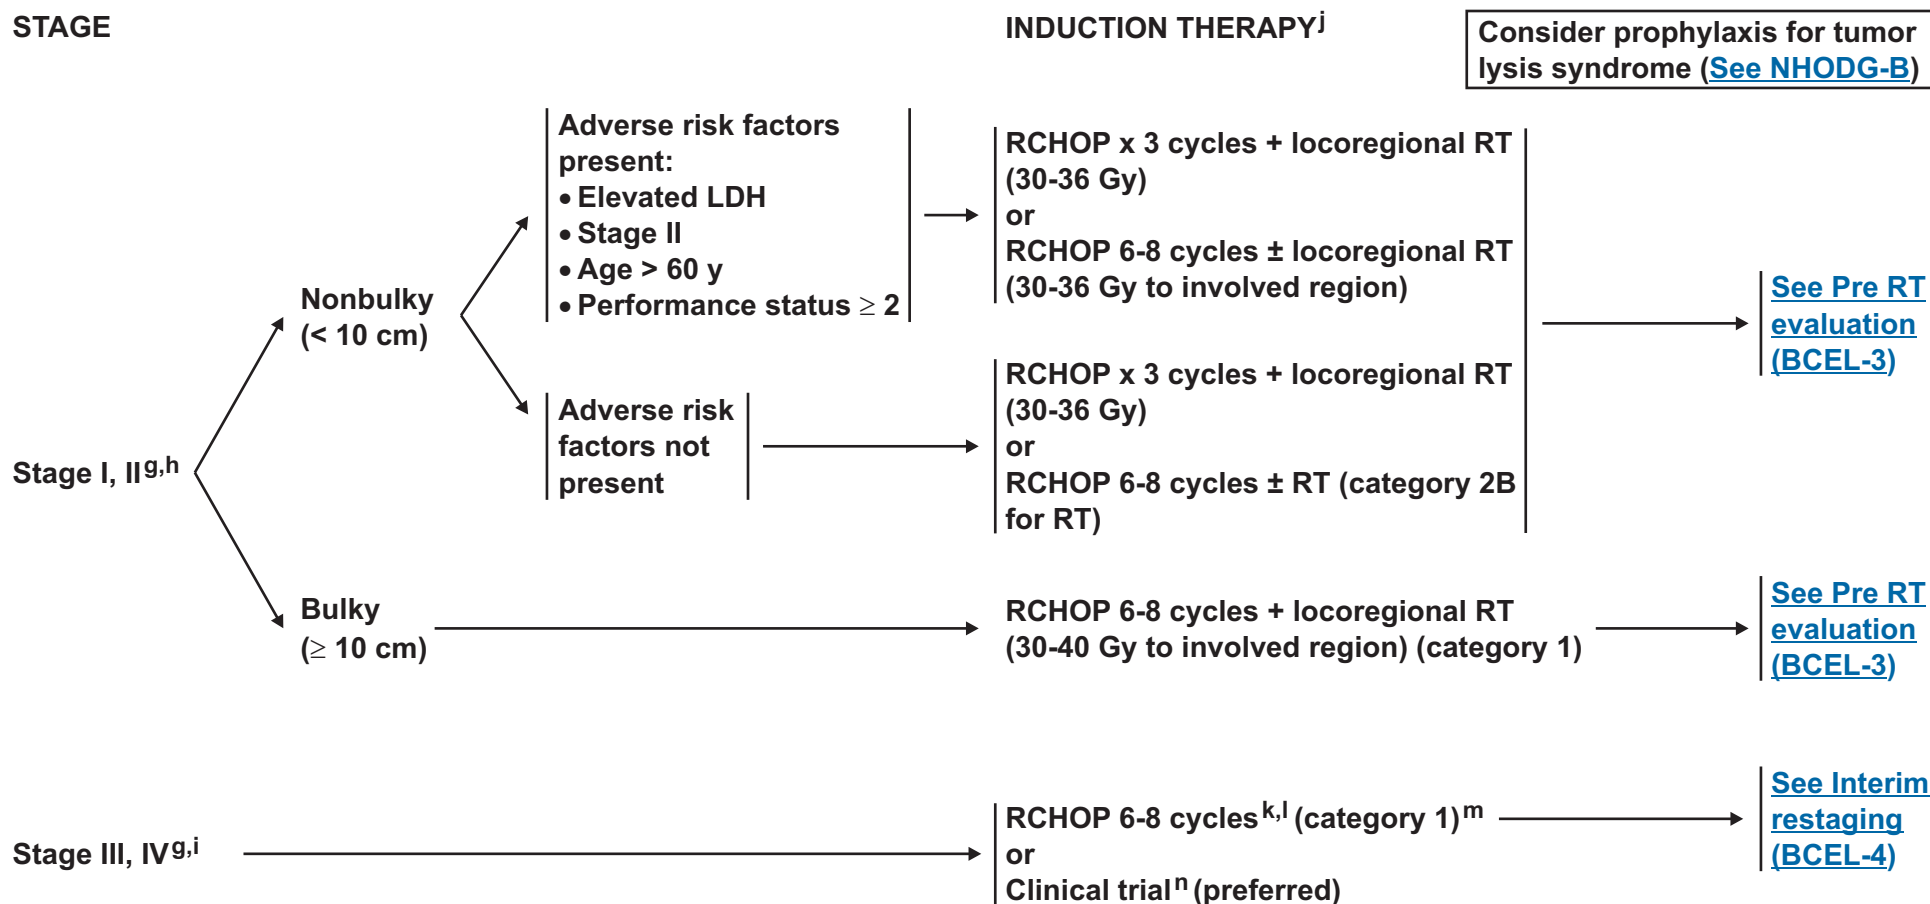 STAGE
INDUCTION THERAPYj
Consider prophylaxis for tumor
lysis syndrome (See NHODG-B)
Stage I, IIg,h
Nonbulky
(< 10 cm)
Adverse risk factors
present:
• Elevated LDH
• Stage II
• Age > 60 y
• Performance status ≥ 2
RCHOP x 3 cycles + locoregional RT
(30-36 Gy)
or
RCHOP 6-8 cycles ± locoregional RT
(30-36 Gy to involved region)
Adverse risk
factors not
present
RCHOP x 3 cycles + locoregional RT
(30-36 Gy)
or
RCHOP 6-8 cycles ± RT (category 2B
for RT)
See Pre RT
evaluation
(BCEL-3)
Bulky
(≥ 10 cm)
RCHOP 6-8 cycles + locoregional RT
(30-40 Gy to involved region) (category 1)
See Pre RT
evaluation
(BCEL-3)
Stage III, IVg,i
RCHOP 6-8 cyclesk,l (category 1)m
or
Clinical trialn (preferred)
See Interim
restaging
(BCEL-4)